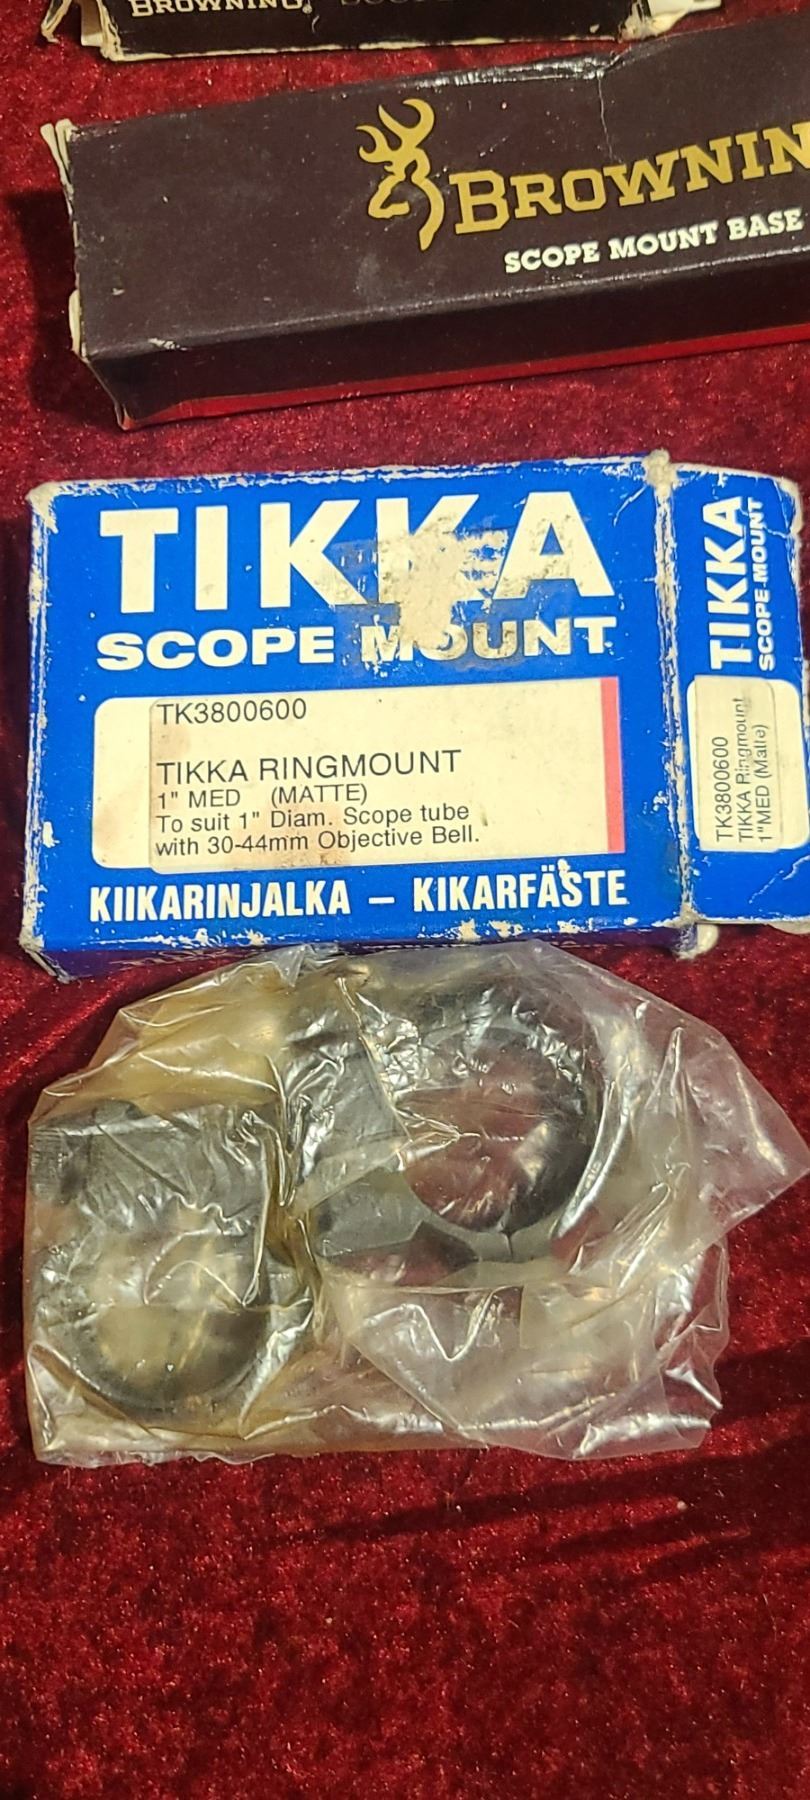 BROWNING
BROWNIN
SCOPE MOUNT BASE
TIKKA
SCOPE MOUNT
TK3800600
TIKKA RINGMOUNT
1" MED (MATTE)
To suit 1" Diam. Scope tube
with 30-44mm Objective Bell.
KIIKARINJALKA – KIKARFÄSTE
TIKKA
SCOPE-MOUNT
TK3800600
TIKKA Ringmount
1"MED (Matte)